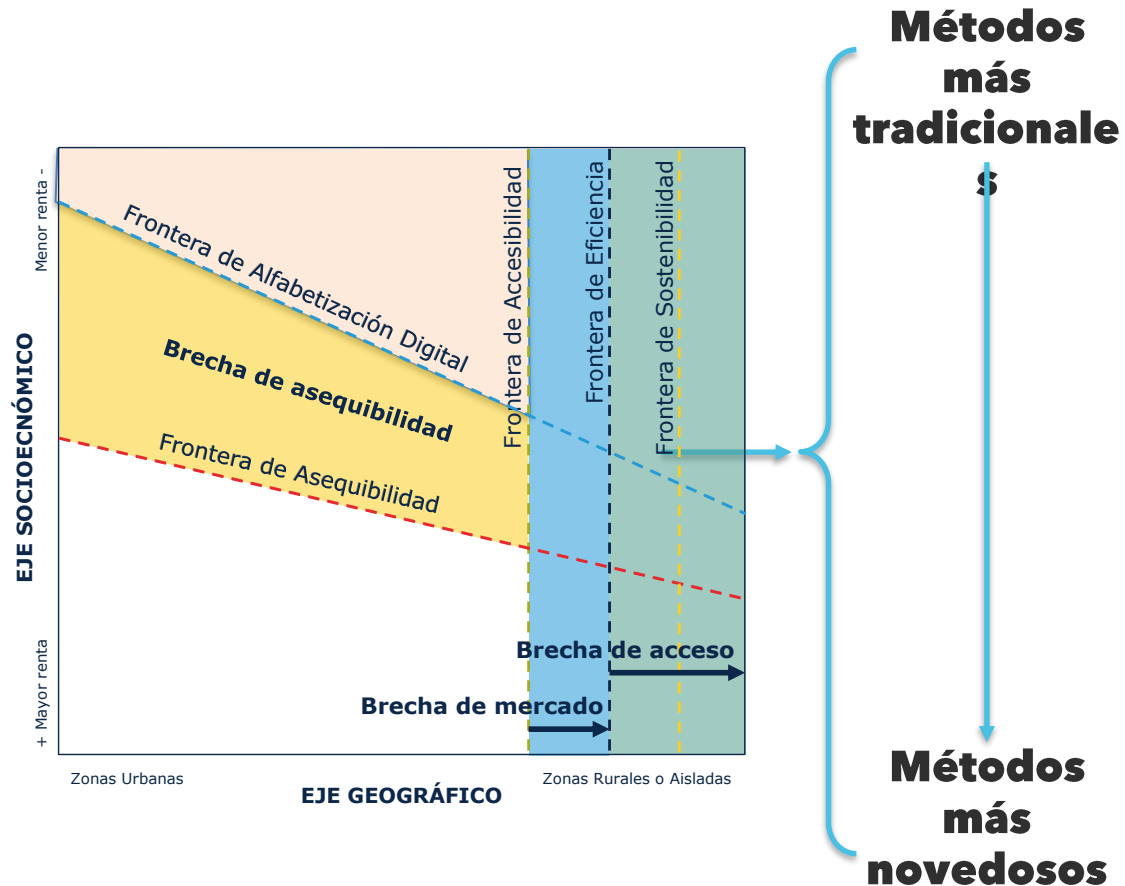 Métodos
más
tradicionale
s
Menor renta -
EJE SOCIOECNÓMICO
+ Mayor renta
Frontera de Alfabetización Digital
Brecha de asequibilidad
Frontera de Asequibilidad
Frontera de Accesibilidad
Frontera de Eficiencia
Frontera de Sostenibilidad
Brecha de acceso
Brecha de mercado
Zonas Urbanas
Zonas Rurales o Aisladas
EJE GEOGRÁFICO
Métodos
más
novedosos